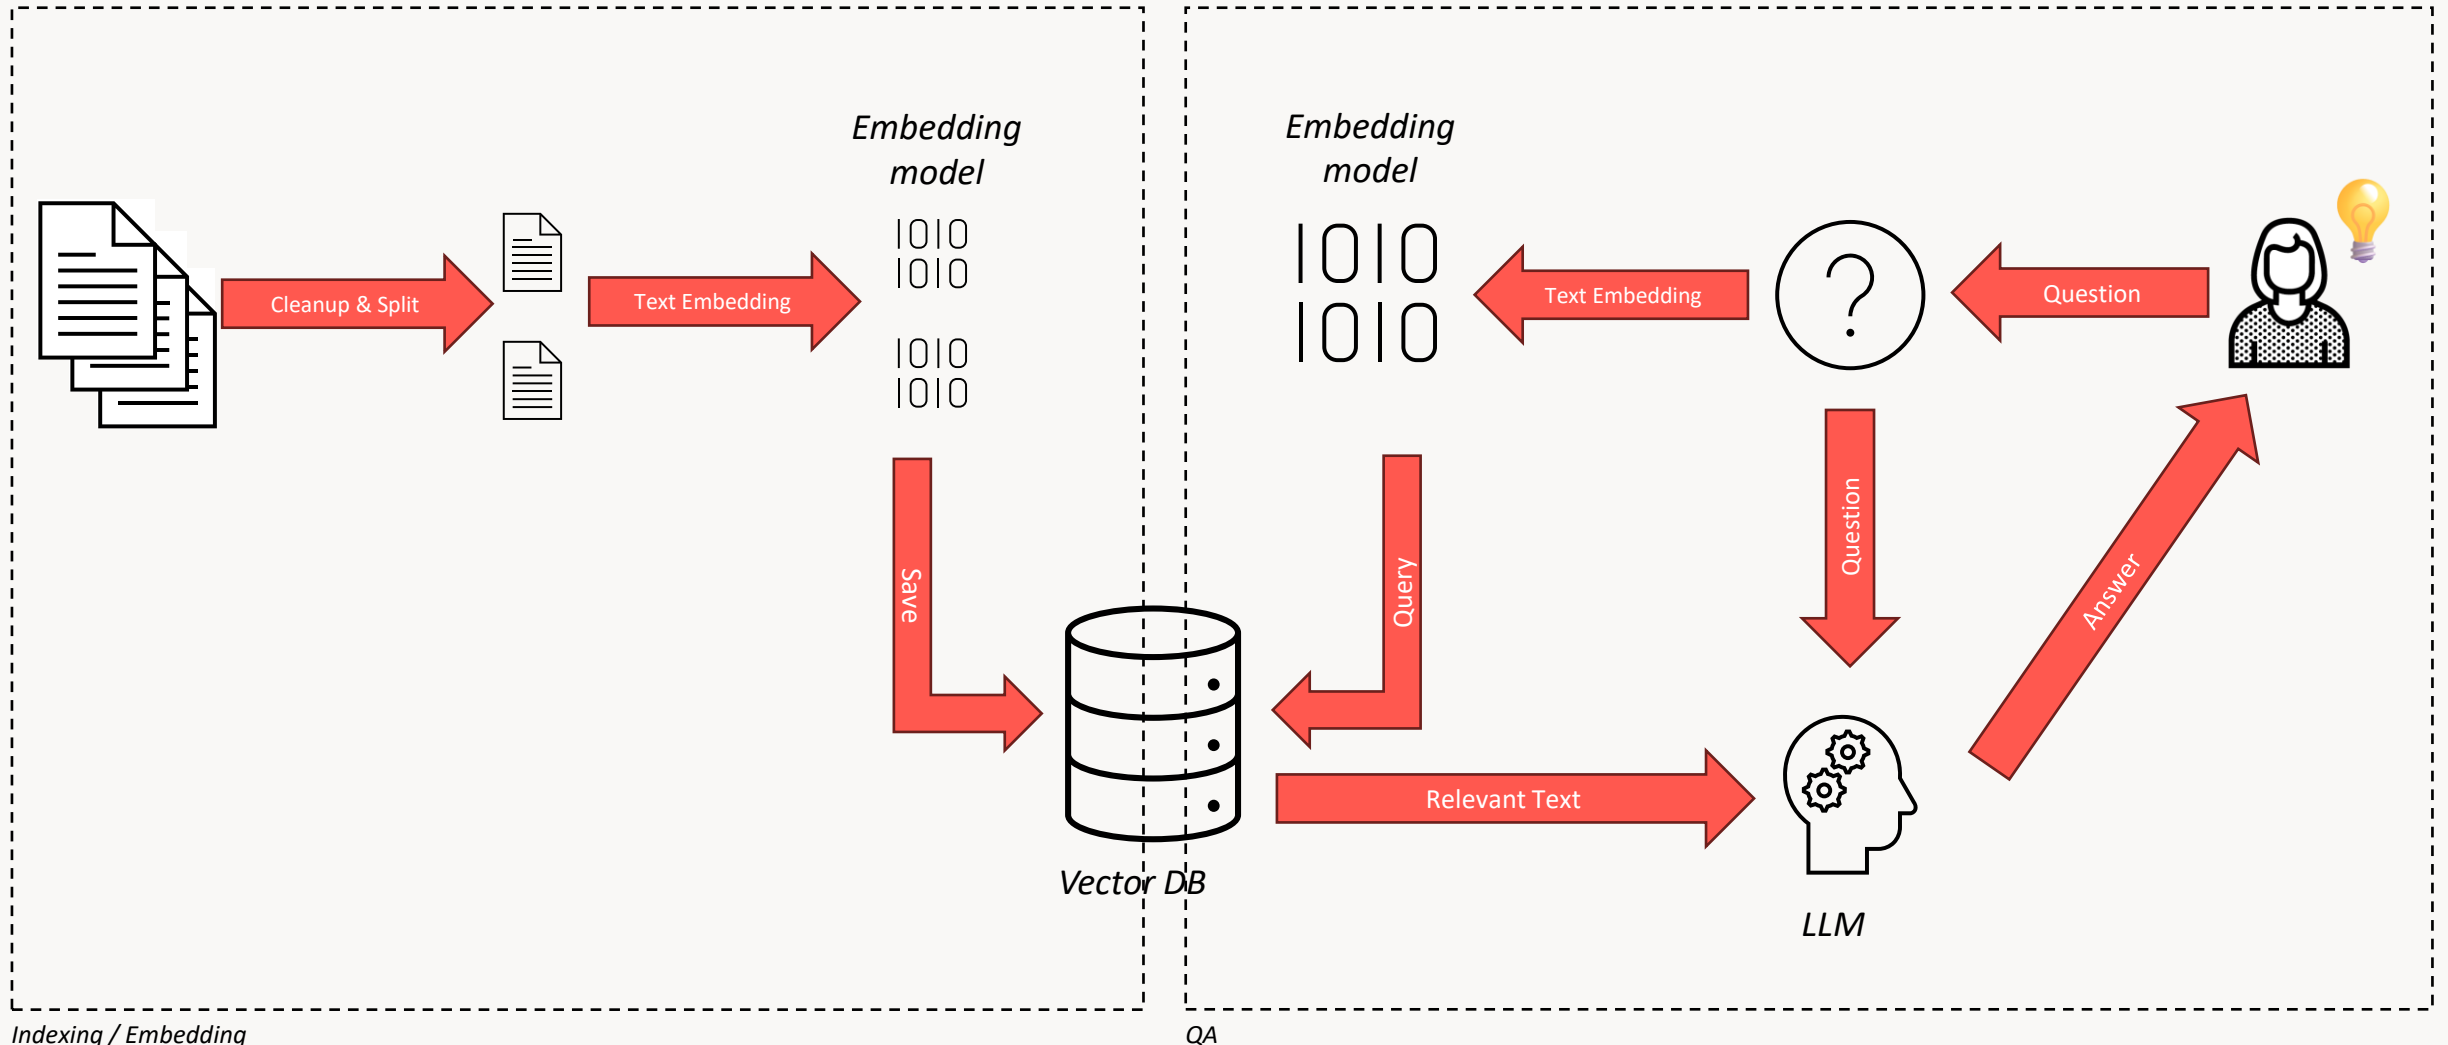 Embedding
model
Cleanup & Split
Text Embedding
Save
Vector DB
Indexing / Embedding
Embedding
model
Text Embedding
Question
Query
Question
Answer
Relevant Text
LLM
QA